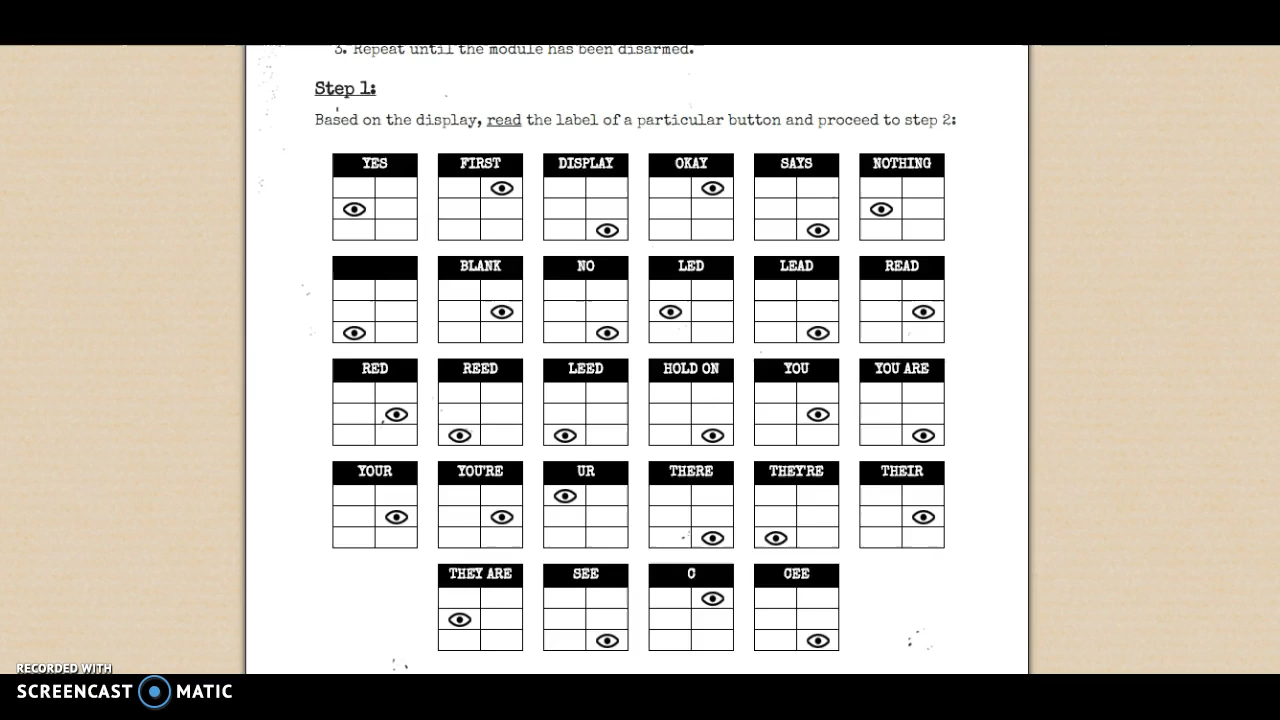 3. Repeat until the module has been disarmed.
Step 1:
Based on the display, read the label of a particular button and proceed to step 2:
YES FIRST DISPLAY OKAY SAYS NOTHING
BLANK NO LED LEAD READ
RED REED LEED HOLD ON YOU YOU ARE
YOUR YOU'RE UR THERE THEY'RE THEIR
THEY ARE SEE C CEE
RECORDED WITH
SCREENCAST MATIC